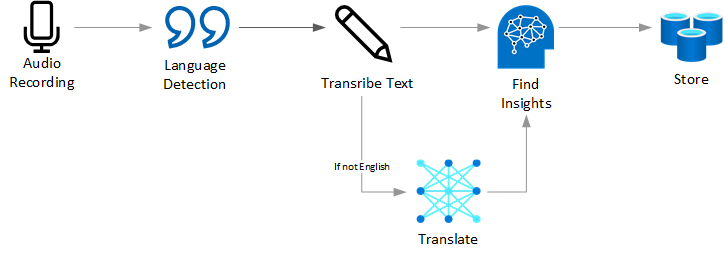 Audio
Recording
Language
Detection
Transribe Text
Find
Insights
Store
If not English
Translate